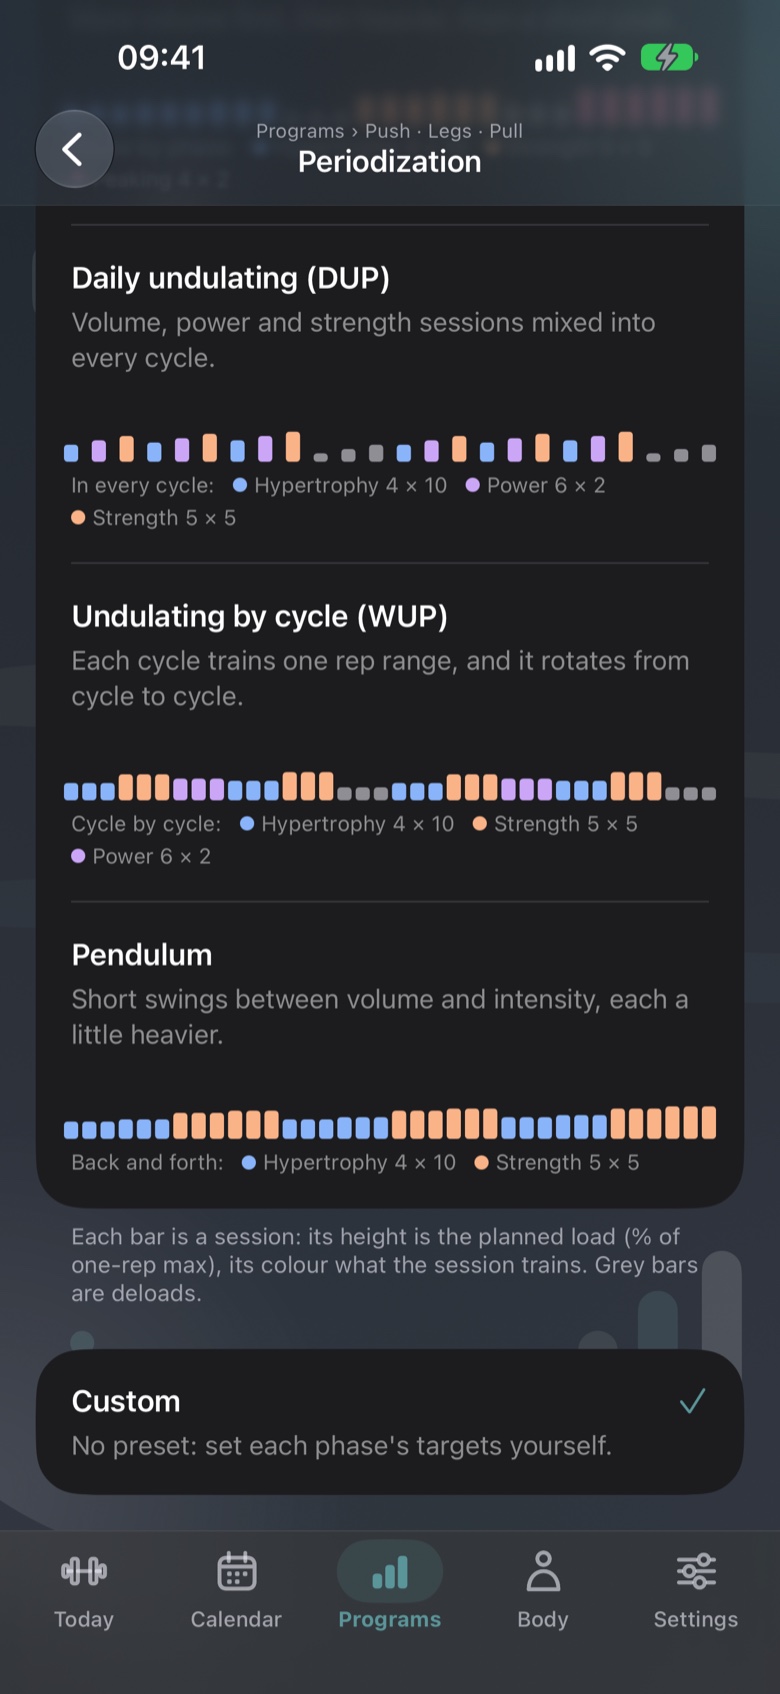 09:41
Programs › Push · Legs · Pull
Periodization
Daily undulating (DUP)
Volume, power and strength sessions mixed into
every cycle.
In every cycle: Hypertrophy 4 × 10 Power 6 × 2
Strength 5 × 5
Undulating by cycle (WUP)
Each cycle trains one rep range, and it rotates from
cycle to cycle.
Cycle by cycle: Hypertrophy 4 × 10 Strength 5 × 5
Power 6 × 2
Pendulum
Short swings between volume and intensity, each a
little heavier.
Back and forth: Hypertrophy 4 × 10 Strength 5 × 5
Each bar is a session: its height is the planned load (% of
one-rep max), its colour what the session trains. Grey bars
are deloads.
Custom
No preset: set each phase's targets yourself.
Today Calendar Programs Body Settings